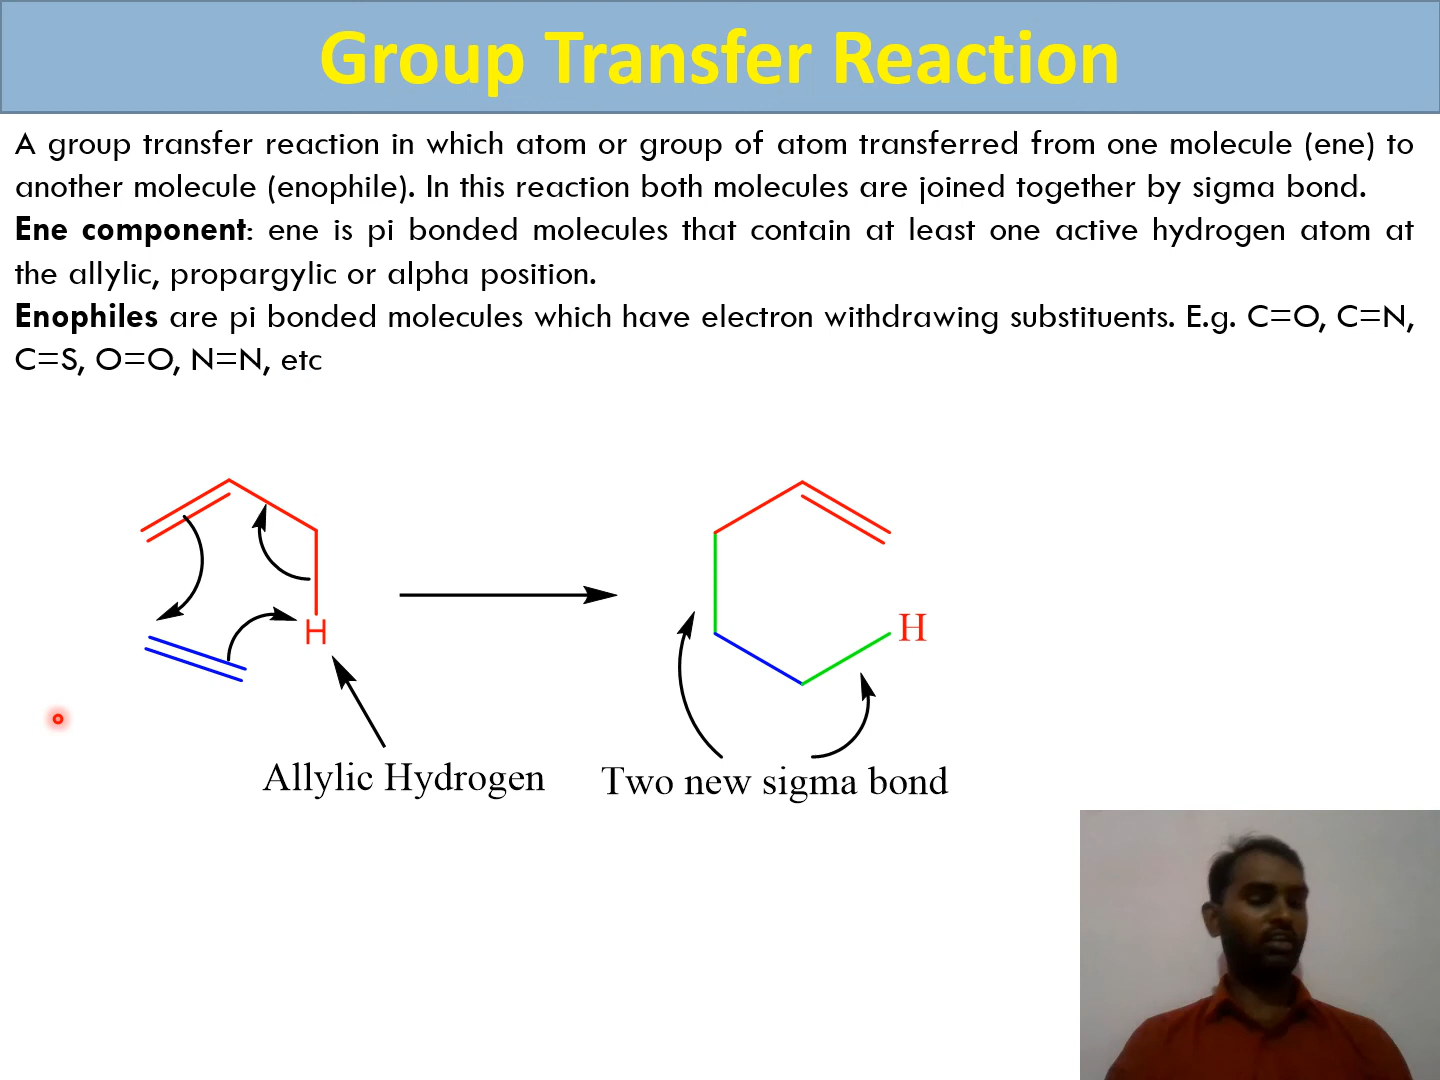 Group Transfer Reaction
A group transfer reaction in which atom or group of atom transferred from one molecule (ene) to
another molecule (enophile). In this reaction both molecules are joined together by sigma bond.
Ene component: ene is pi bonded molecules that contain at least one active hydrogen atom at
the allylic, propargylic or alpha position.
Enophiles are pi bonded molecules which have electron withdrawing substituents. E.g. C=O, C=N,
C=S, O=O, N=N, etc
H
H
Allylic Hydrogen
Two new sigma bond